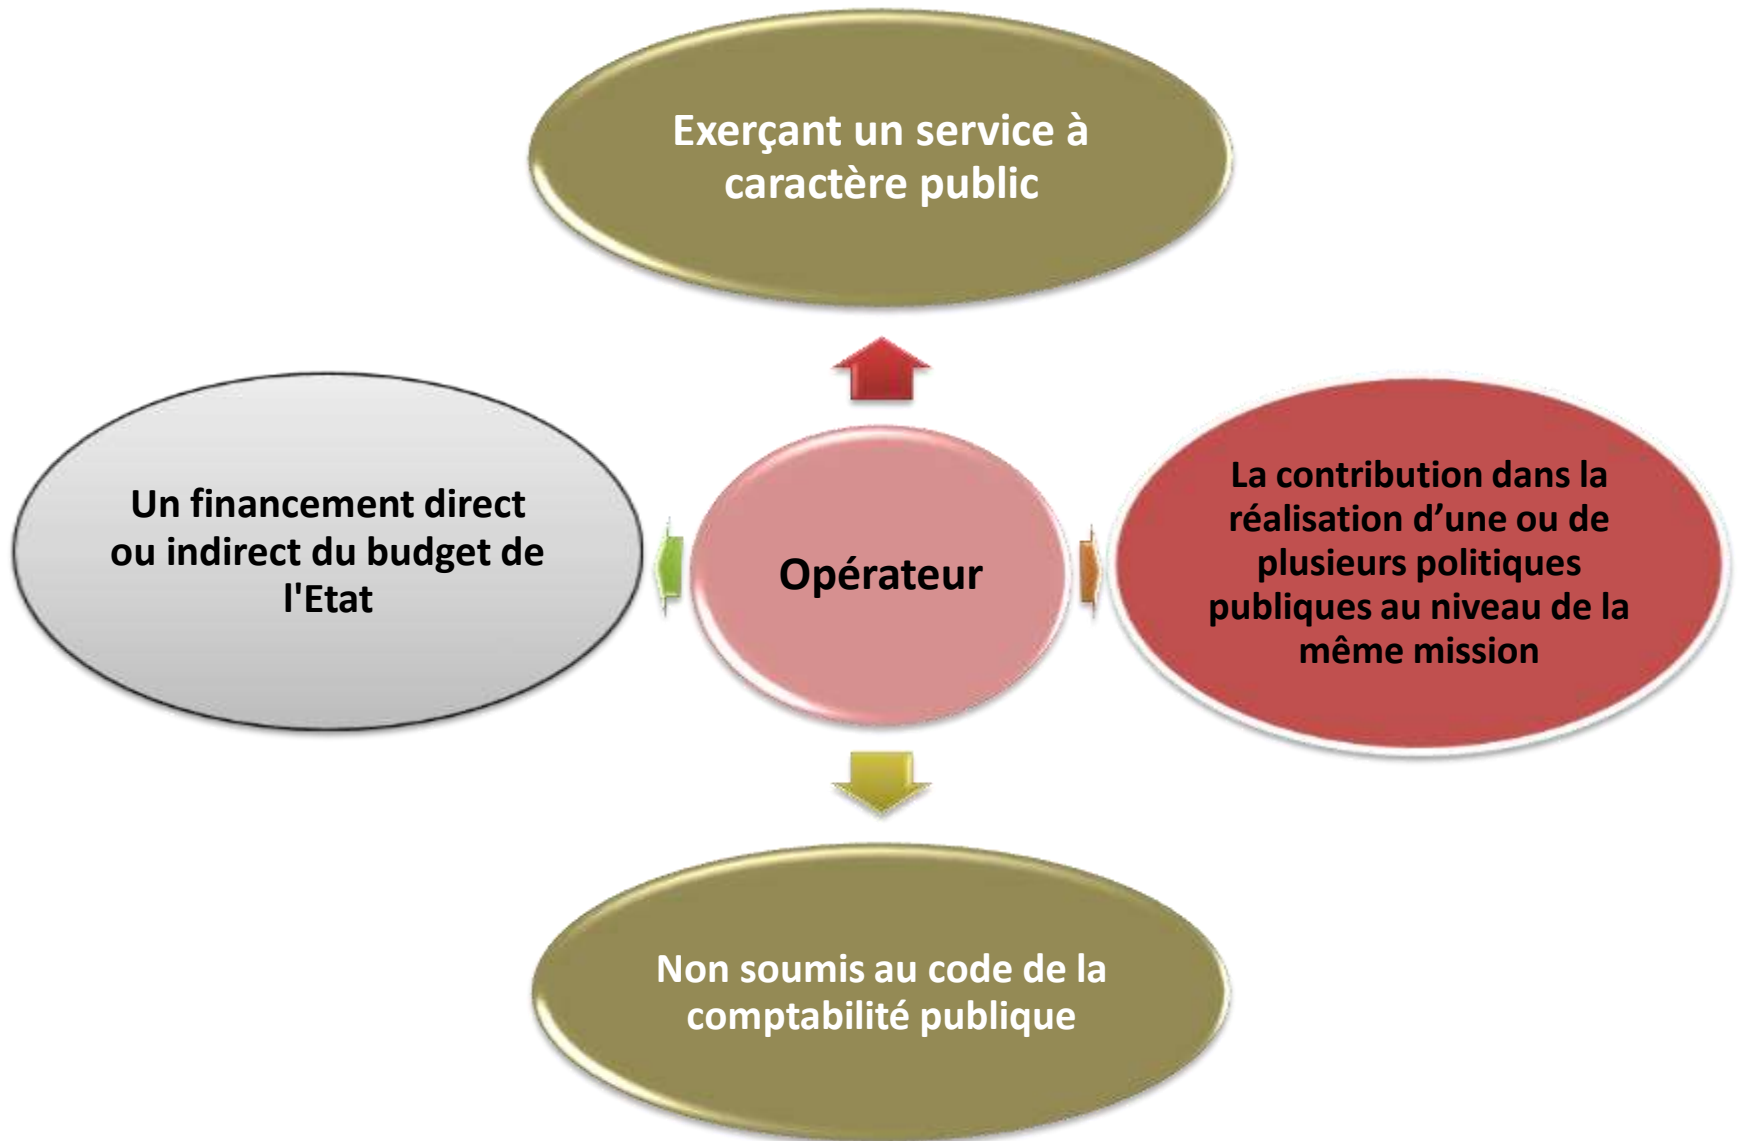 Exerçant un service à
caractère public
Un financement direct
ou indirect du budget de
l'Etat
Opérateur
La contribution dans la
réalisation d’une ou de
plusieurs politiques
publiques au niveau de la
même mission
Non soumis au code de la
comptabilité publique